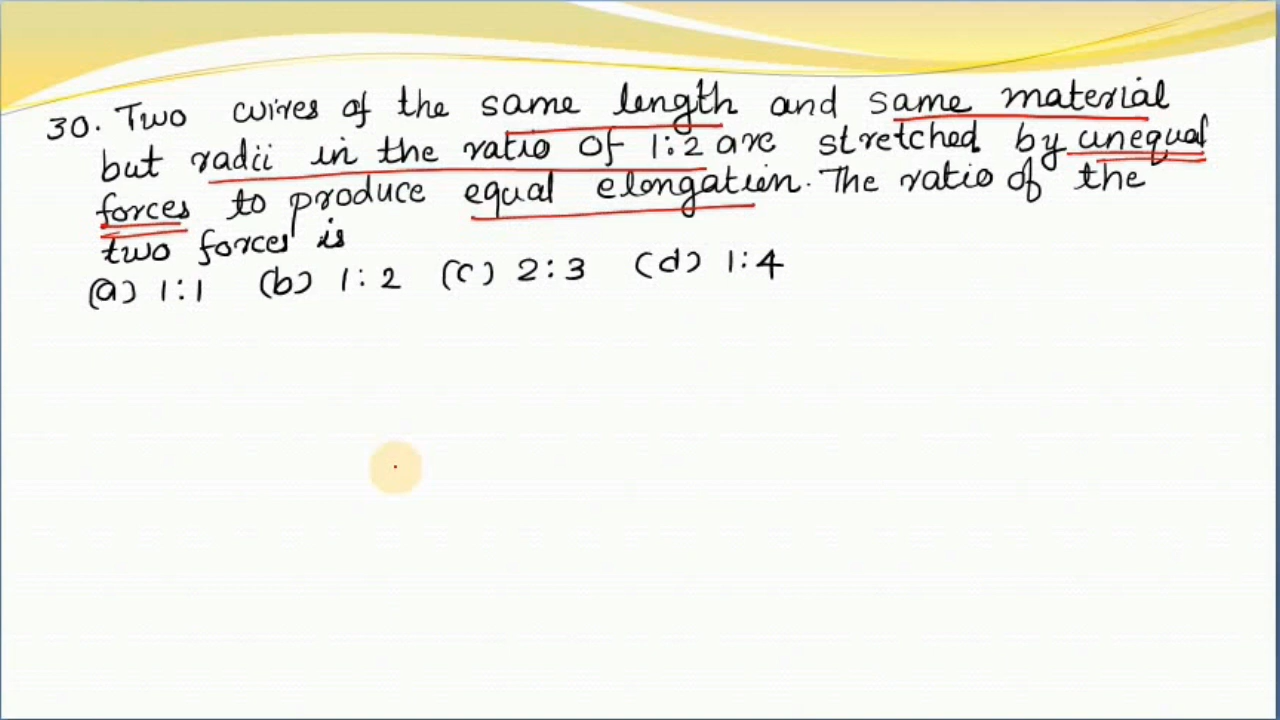 30. Two wires of the same length and same material
but radii in the ratio of 1:2 are stretched by unequal
forces to produce equal elongation. The ratio of the
two forces is
(a) 1:1 (b) 1:2 (c) 2:3 (d) 1:4